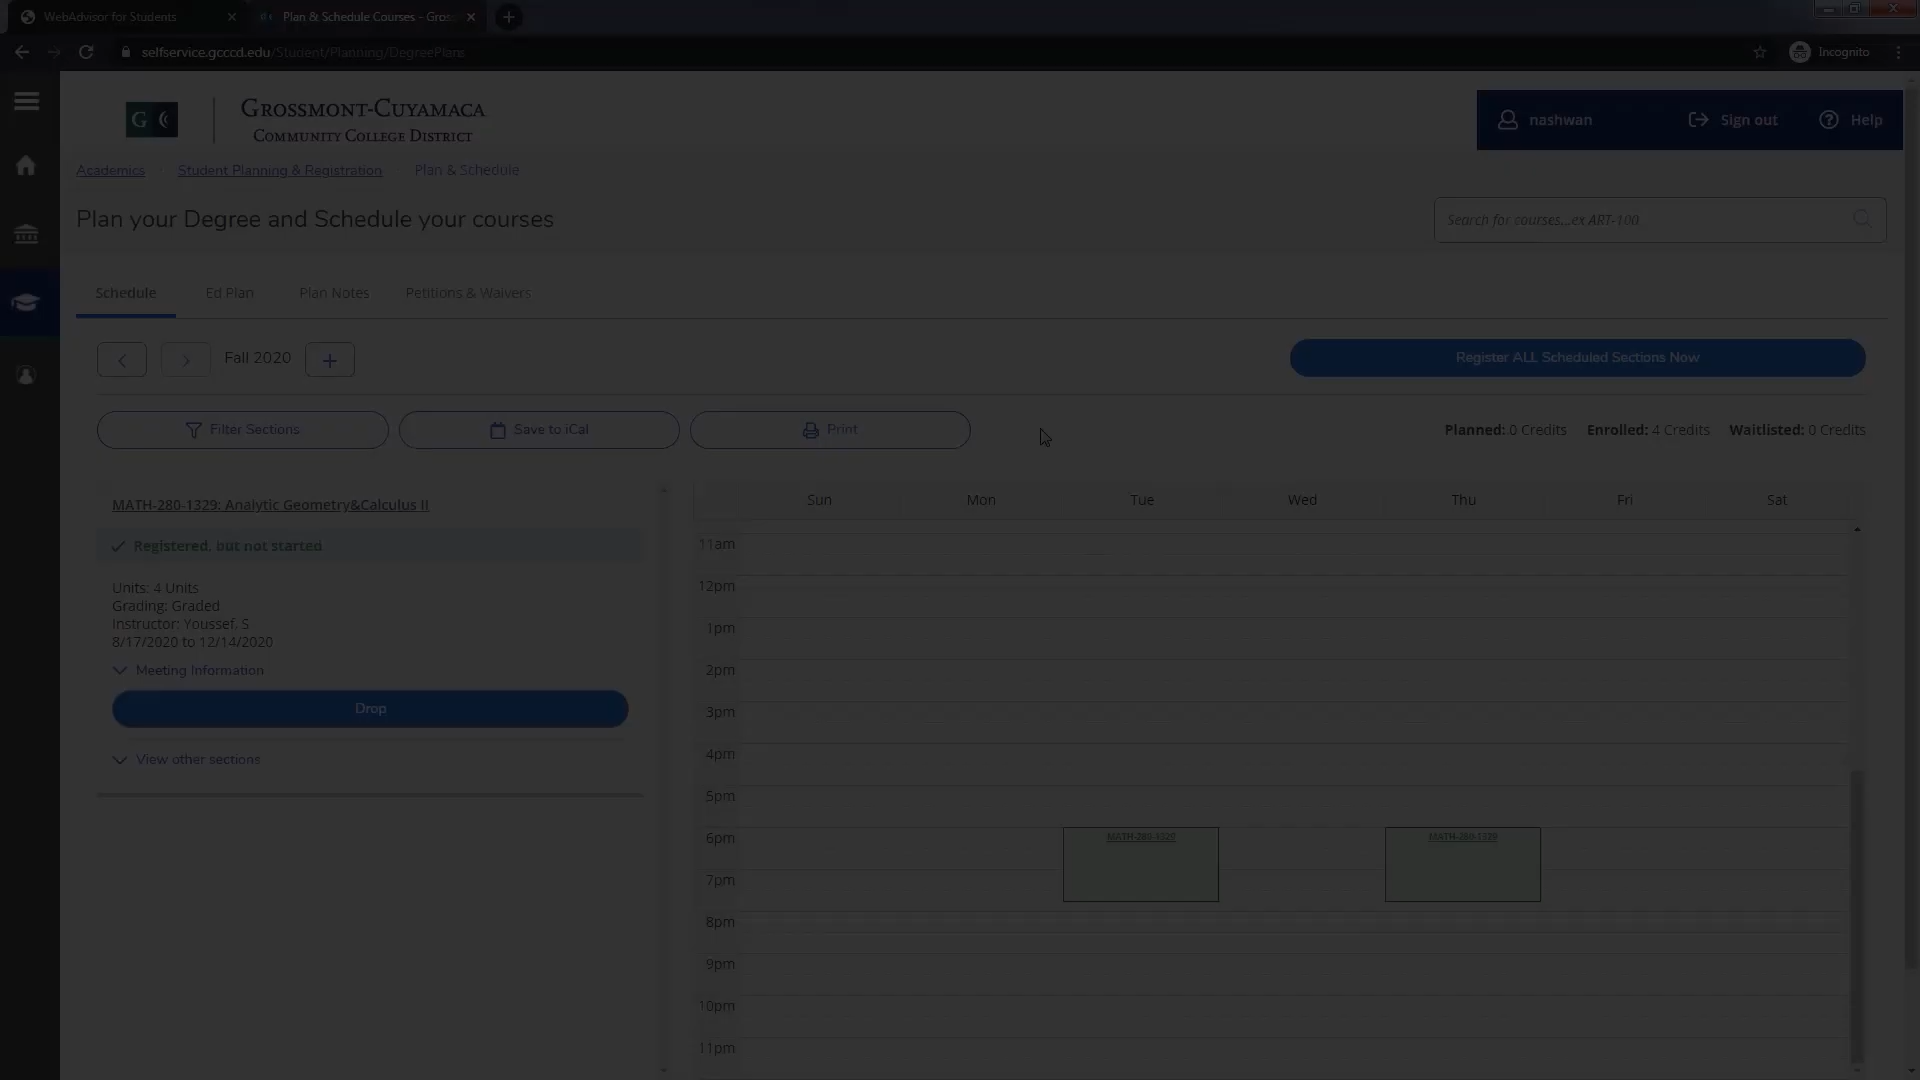 WebAdvisor for Students
Plan & Schedule Courses - Gros
selfservice.gcccd.edu/Student/Planning/DegreePlans
Incognito
G
GROSSMONT-CUYAMACA
COMMUNITY COLLEGE DISTRICT
nashwan
Sign out
Help
Academics
Student Planning & Registration
Plan & Schedule
Plan your Degree and Schedule your courses
Search for courses...ex ART-100
Schedule
Ed Plan
Plan Notes
Petitions & Waivers
Fall 2020
Register ALL Scheduled Sections Now
Filter Sections
Save to iCal
Print
Planned: 0 Credits
Enrolled: 4 Credits
Waitlisted: 0 Credits
MATH-280-1329: Analytic Geometry&Calculus II
Registered, but not started
Units: 4 Units
Grading: Graded
Instructor: Youssef, S
8/17/2020 to 12/14/2020
Meeting Information
Drop
View other sections
Sun
Mon
Tue
Wed
Thu
Fri
Sat
11am
12pm
1pm
2pm
3pm
4pm
5pm
6pm
MATH-280-1329
MATH-280-1329
7pm
8pm
9pm
10pm
11pm